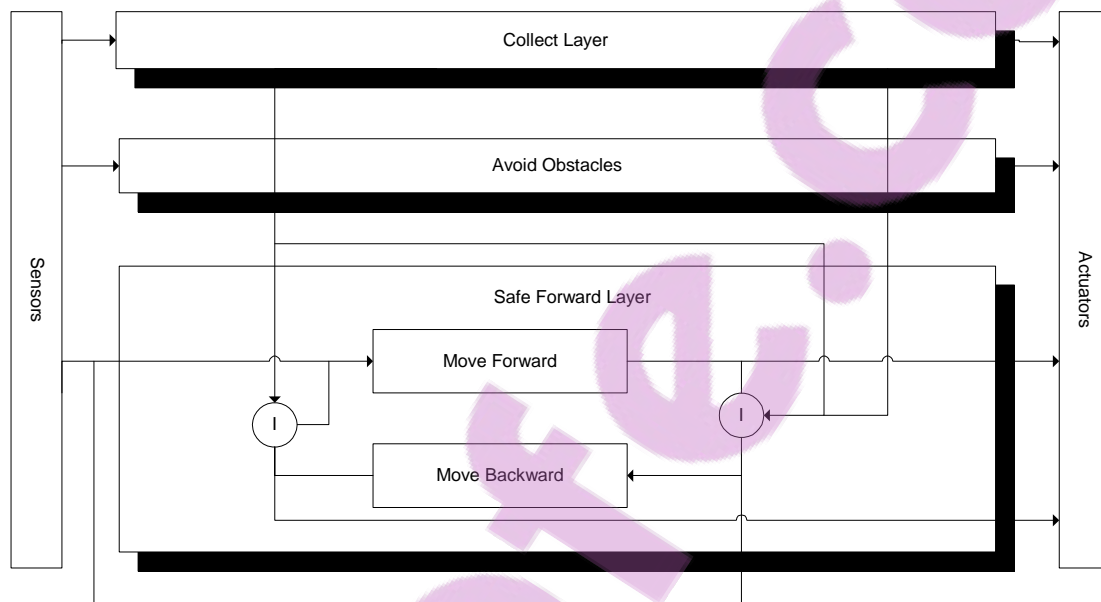 Collect Layer
Avoid Obstacles
Sensors
Actuators
Safe Forward Layer
Move Forward
I
I
Move Backward